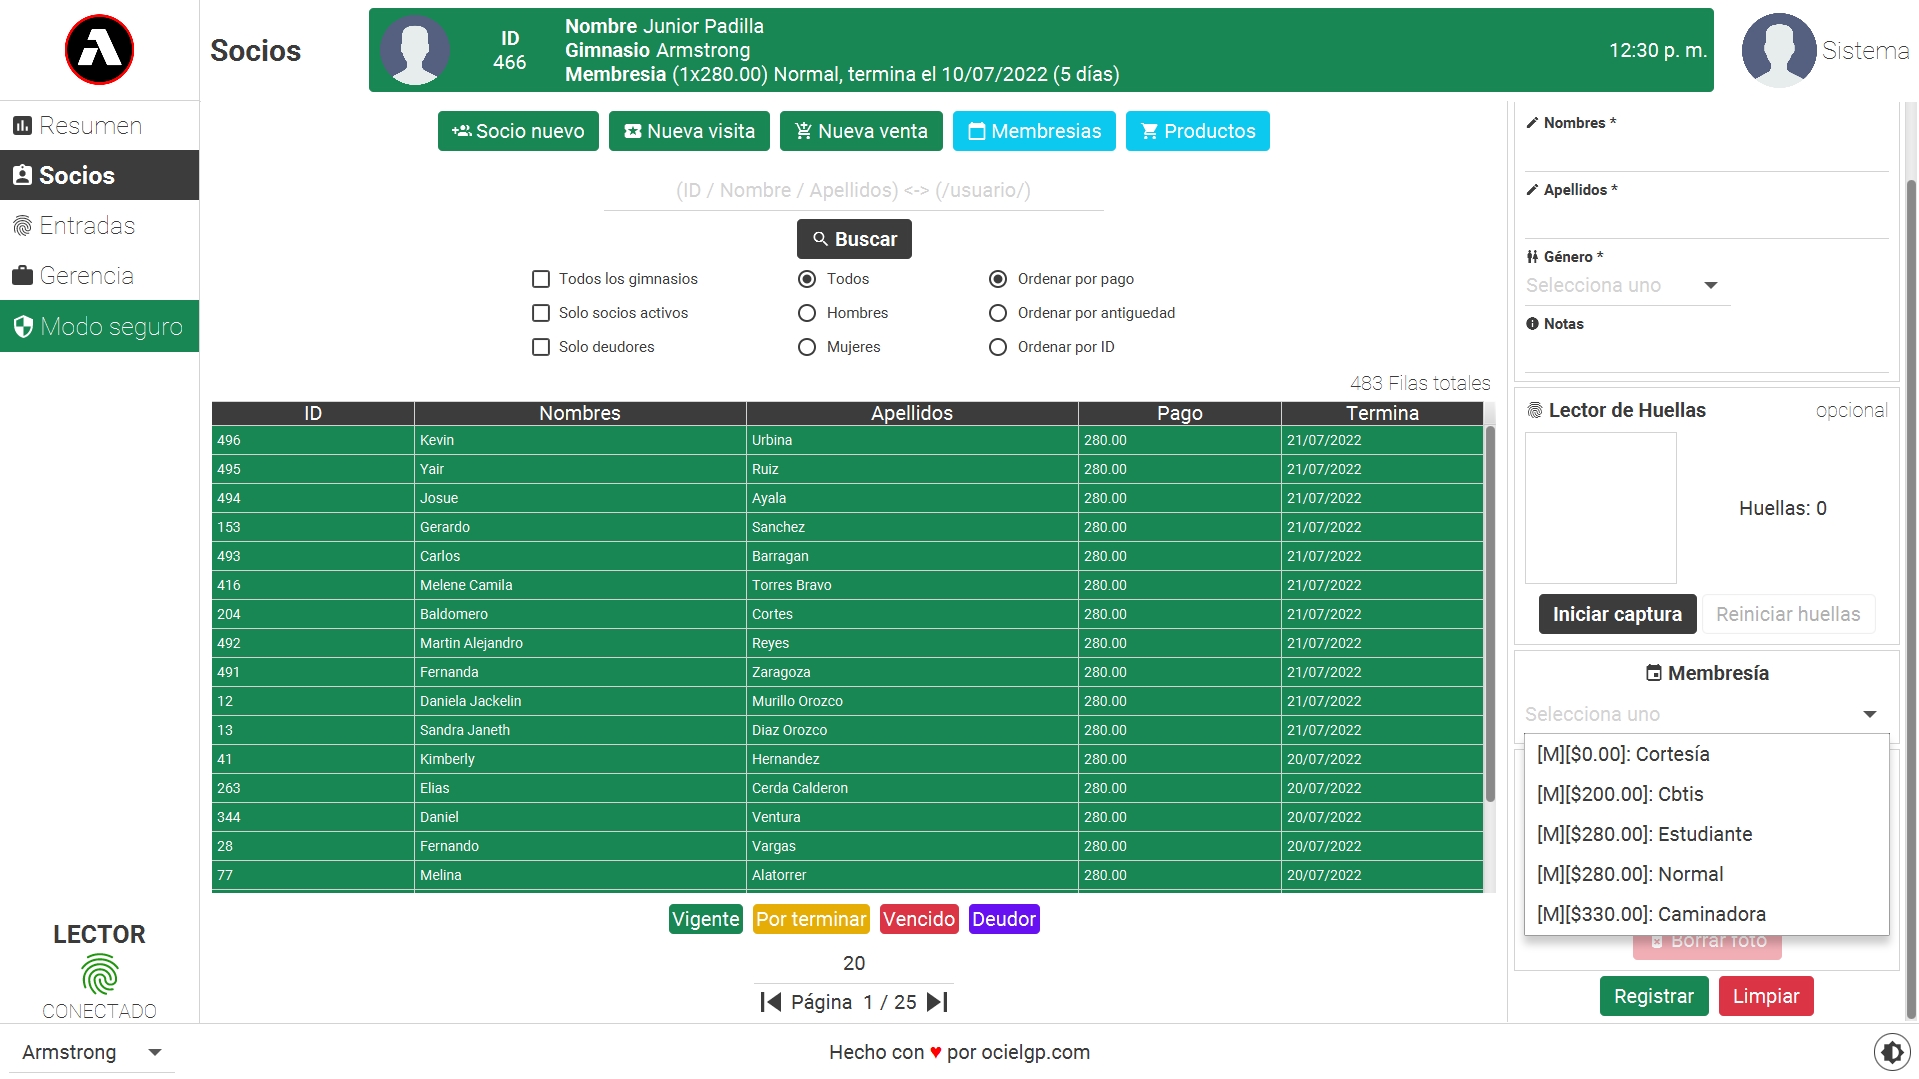 Socios
ID
466
Nombre Junior Padilla
Gimnasio Armstrong
Membresia (1x280.00) Normal, termina el 10/07/2022 (5 días)
12:30 p. m.
Sistema
Resumen
Socios
Entradas
Gerencia
Modo seguro
LECTOR
CONECTADO
Armstrong
Socio nuevo
Nueva visita
Nueva venta
Membresias
Productos
(ID / Nombre / Apellidos) <-> (/usuario/)
Buscar
Todos los gimnasios
Todos
Ordenar por pago
Solo socios activos
Hombres
Ordenar por antiguedad
Solo deudores
Mujeres
Ordenar por ID
483 Filas totales
ID Nombres Apellidos Pago Termina
496 Kevin Urbina 280.00 21/07/2022
495 Yair Ruiz 280.00 21/07/2022
494 Josue Ayala 280.00 21/07/2022
153 Gerardo Sanchez 280.00 21/07/2022
493 Carlos Barragan 280.00 21/07/2022
416 Melene Camila Torres Bravo 280.00 21/07/2022
204 Baldomero Cortes 280.00 21/07/2022
492 Martin Alejandro Reyes 280.00 21/07/2022
491 Fernanda Zaragoza 280.00 21/07/2022
12 Daniela Jackelin Murillo Orozco 280.00 21/07/2022
13 Sandra Janeth Diaz Orozco 280.00 21/07/2022
41 Kimberly Hernandez 280.00 20/07/2022
263 Elias Cerda Calderon 280.00 20/07/2022
344 Daniel Ventura 280.00 20/07/2022
28 Fernando Vargas 280.00 20/07/2022
77 Melina Alatorrer 280.00 20/07/2022
Vigente
Por terminar
Vencido
Deudor
20
Página 1 / 25
Nombres *
Apellidos *
Género *
Selecciona uno
Notas
Lector de Huellas
opcional
Huellas: 0
Iniciar captura
Reiniciar huellas
Membresía
Selecciona uno
[M][$0.00]: Cortesía
[M][$200.00]: Cbtis
[M][$280.00]: Estudiante
[M][$280.00]: Normal
[M][$330.00]: Caminadora
Borrar foto
Registrar
Limpiar
Hecho con ♥ por ocielgp.com